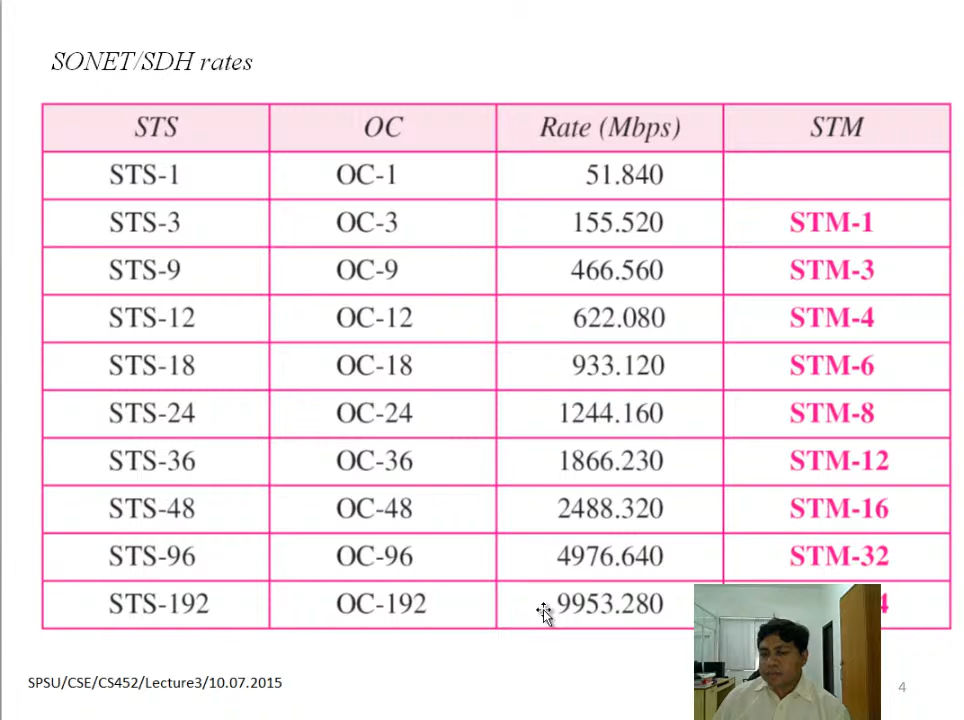 SONET/SDH rates
STS OC Rate (Mbps) STM
STS-1 OC-1 51.840
STS-3 OC-3 155.520 STM-1
STS-9 OC-9 466.560 STM-3
STS-12 OC-12 622.080 STM-4
STS-18 OC-18 933.120 STM-6
STS-24 OC-24 1244.160 STM-8
STS-36 OC-36 1866.230 STM-12
STS-48 OC-48 2488.320 STM-16
STS-96 OC-96 4976.640 STM-32
STS-192 OC-192 9953.280
SPSU/CSE/CS452/Lecture3/10.07.2015
4